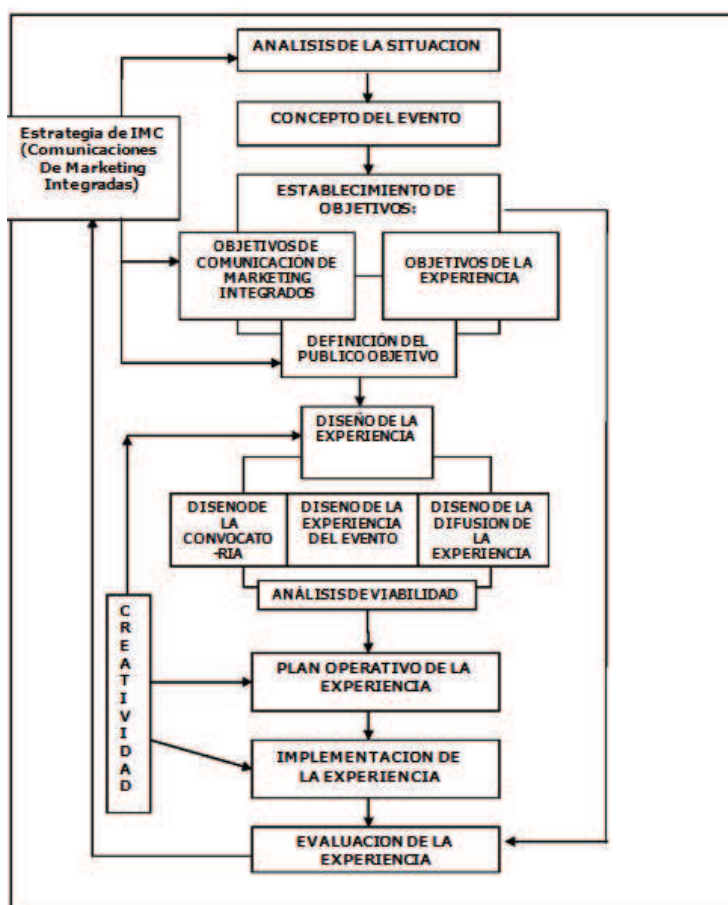 ANALISIS DE LA SITUACION
CONCEPTO DEL EVENTO
Estrategia de IMC
(Comunicaciones
De Marketing
Integradas)
ESTABLECIMIENTO DE
OBJETIVOS:
OBJETIVOS DE
COMUNICACIÓN DE
MARKETING
INTEGRADOS
OBJETIVOS DE LA
EXPERIENCIA
DEFINICIÓN DEL
PUBLICO OBJETIVO
DISEÑO DE LA
EXPERIENCIA
DISENO DE
LA
CONVOCATO
-RIA
DISENO DE LA
EXPERIENCIA
DEL EVENTO
DISENO DE LA
DIFUSION DE
LA
EXPERIENCIA
ANÁLISIS DE VIABILIDAD
CREATIVIDAD
PLAN OPERATIVO DE LA
EXPERIENCIA
IMPLEMENTACION DE
LA EXPERIENCIA
EVALUACION DE LA
EXPERIENCIA